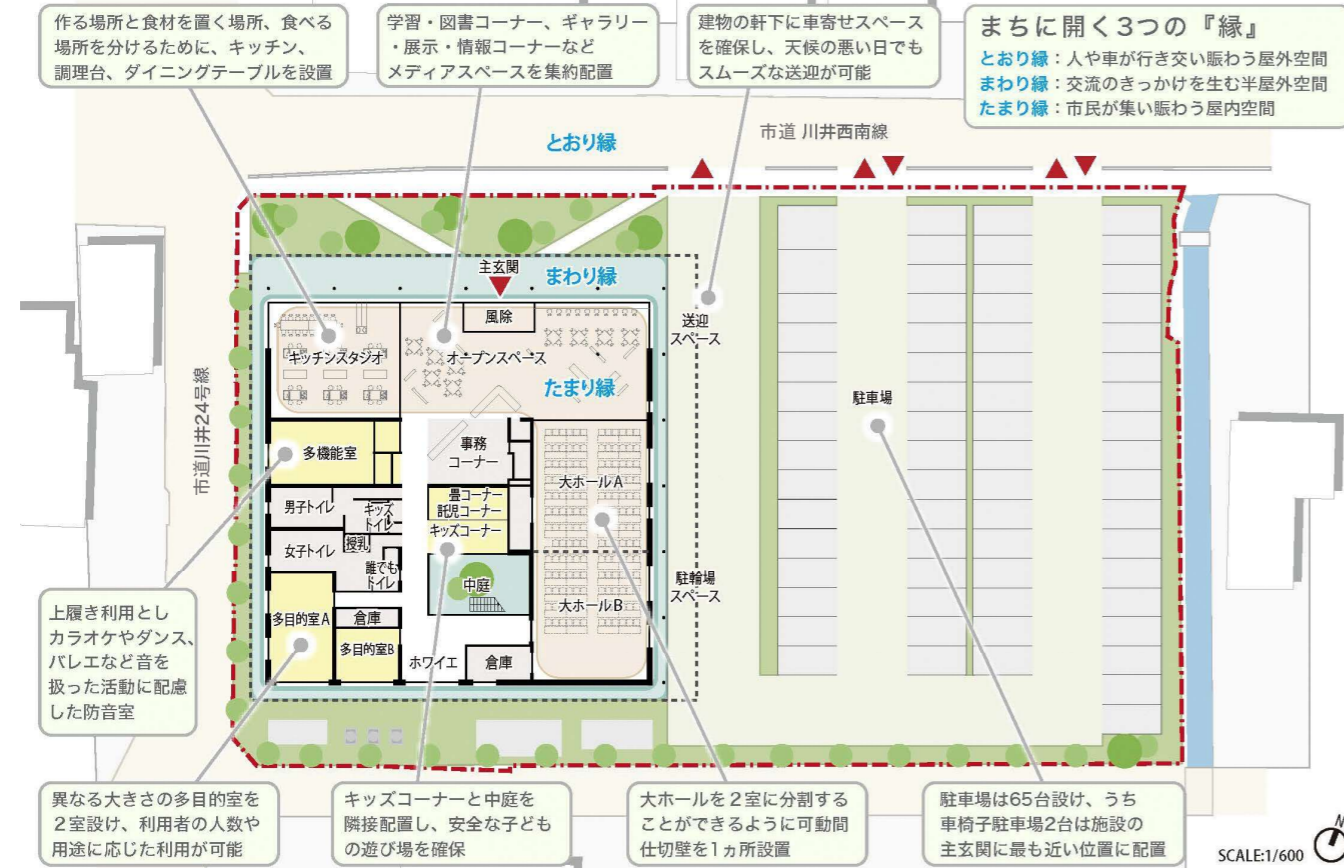 作る場所と食材を置く場所、食べる
場所を分けるために、キッチン、
調理台、ダイニングテーブルを設置
学習・図書コーナー、ギャラリー
・展示・情報コーナーなど
メディアスペースを集約配置
建物の軒下に車寄せスペース
を確保し、天候の悪い日でも
スムーズな送迎が可能
まちに開く3つの『縁』
とおり縁：人や車が行き交い賑わう屋外空間
まわり縁：交流のきっかけを生む半屋外空間
たまり縁：市民が集い賑わう屋内空間
とおり縁
市道 川井西南線
市道川井24号線
主玄関
まわり縁
風除
送迎
スペース
キッチンスタジオ
オープンスペース
たまり縁
駐車場
多機能室
事務
コーナー
大ホールA
男子トイレ
キッズ
トイレ
畳コーナー
託児コーナー
キッズコーナー
女子トイレ
授乳
誰でも
トイレ
中庭
駐輪場
スペース
大ホールB
多目的室A
倉庫
多目的室B
ホワイエ
倉庫
上履き利用とし
カラオケやダンス、
バレエなど音を
扱った活動に配慮
した防音室
異なる大きさの多目的室を
2室設け、利用者の人数や
用途に応じた利用が可能
キッズコーナーと中庭を
隣接配置し、安全な子ども
の遊び場を確保
大ホールを2室に分割する
ことができるように可動間
仕切壁を1ヵ所設置
駐車場は65台設け、うち
車椅子駐車場2台は施設の
主玄関に最も近い位置に配置
SCALE:1/600
N